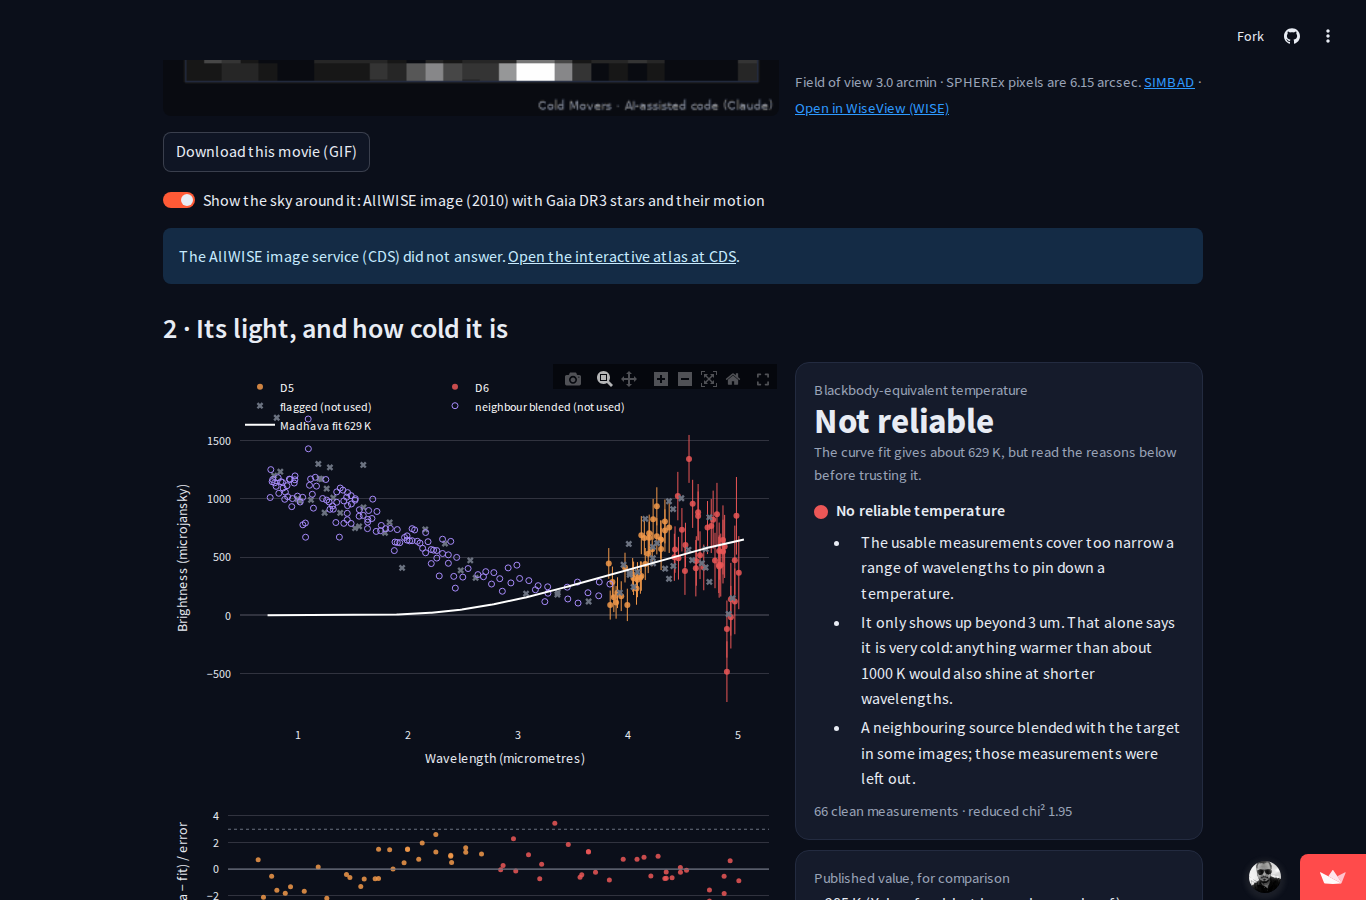 Fork
Field of view 3.0 arcmin · SPHEREx pixels are 6.15 arcsec. SIMBAD ·
Open in WiseView (WISE)
Cold Movers · AI-assisted code (Claude)
Download this movie (GIF)
Show the sky around it: AllWISE image (2010) with Gaia DR3 stars and their motion
The AllWISE image service (CDS) did not answer. Open the interactive atlas at CDS.
2 · Its light, and how cold it is
D5
D6
flagged (not used)
neighbour blended (not used)
Madhava fit 629 K
1500
1000
500
0
−500
Brightness (microjansky)
1
2
3
4
5
Wavelength (micrometres)
4
2
0
−2
a − fit) / error
Blackbody-equivalent temperature
Not reliable
The curve fit gives about 629 K, but read the reasons below
before trusting it.
No reliable temperature
The usable measurements cover too narrow a
range of wavelengths to pin down a
temperature.
It only shows up beyond 3 um. That alone says
it is very cold: anything warmer than about
1000 K would also shine at shorter
wavelengths.
A neighbouring source blended with the target
in some images; those measurements were
left out.
66 clean measurements · reduced chi² 1.95
Published value, for comparison